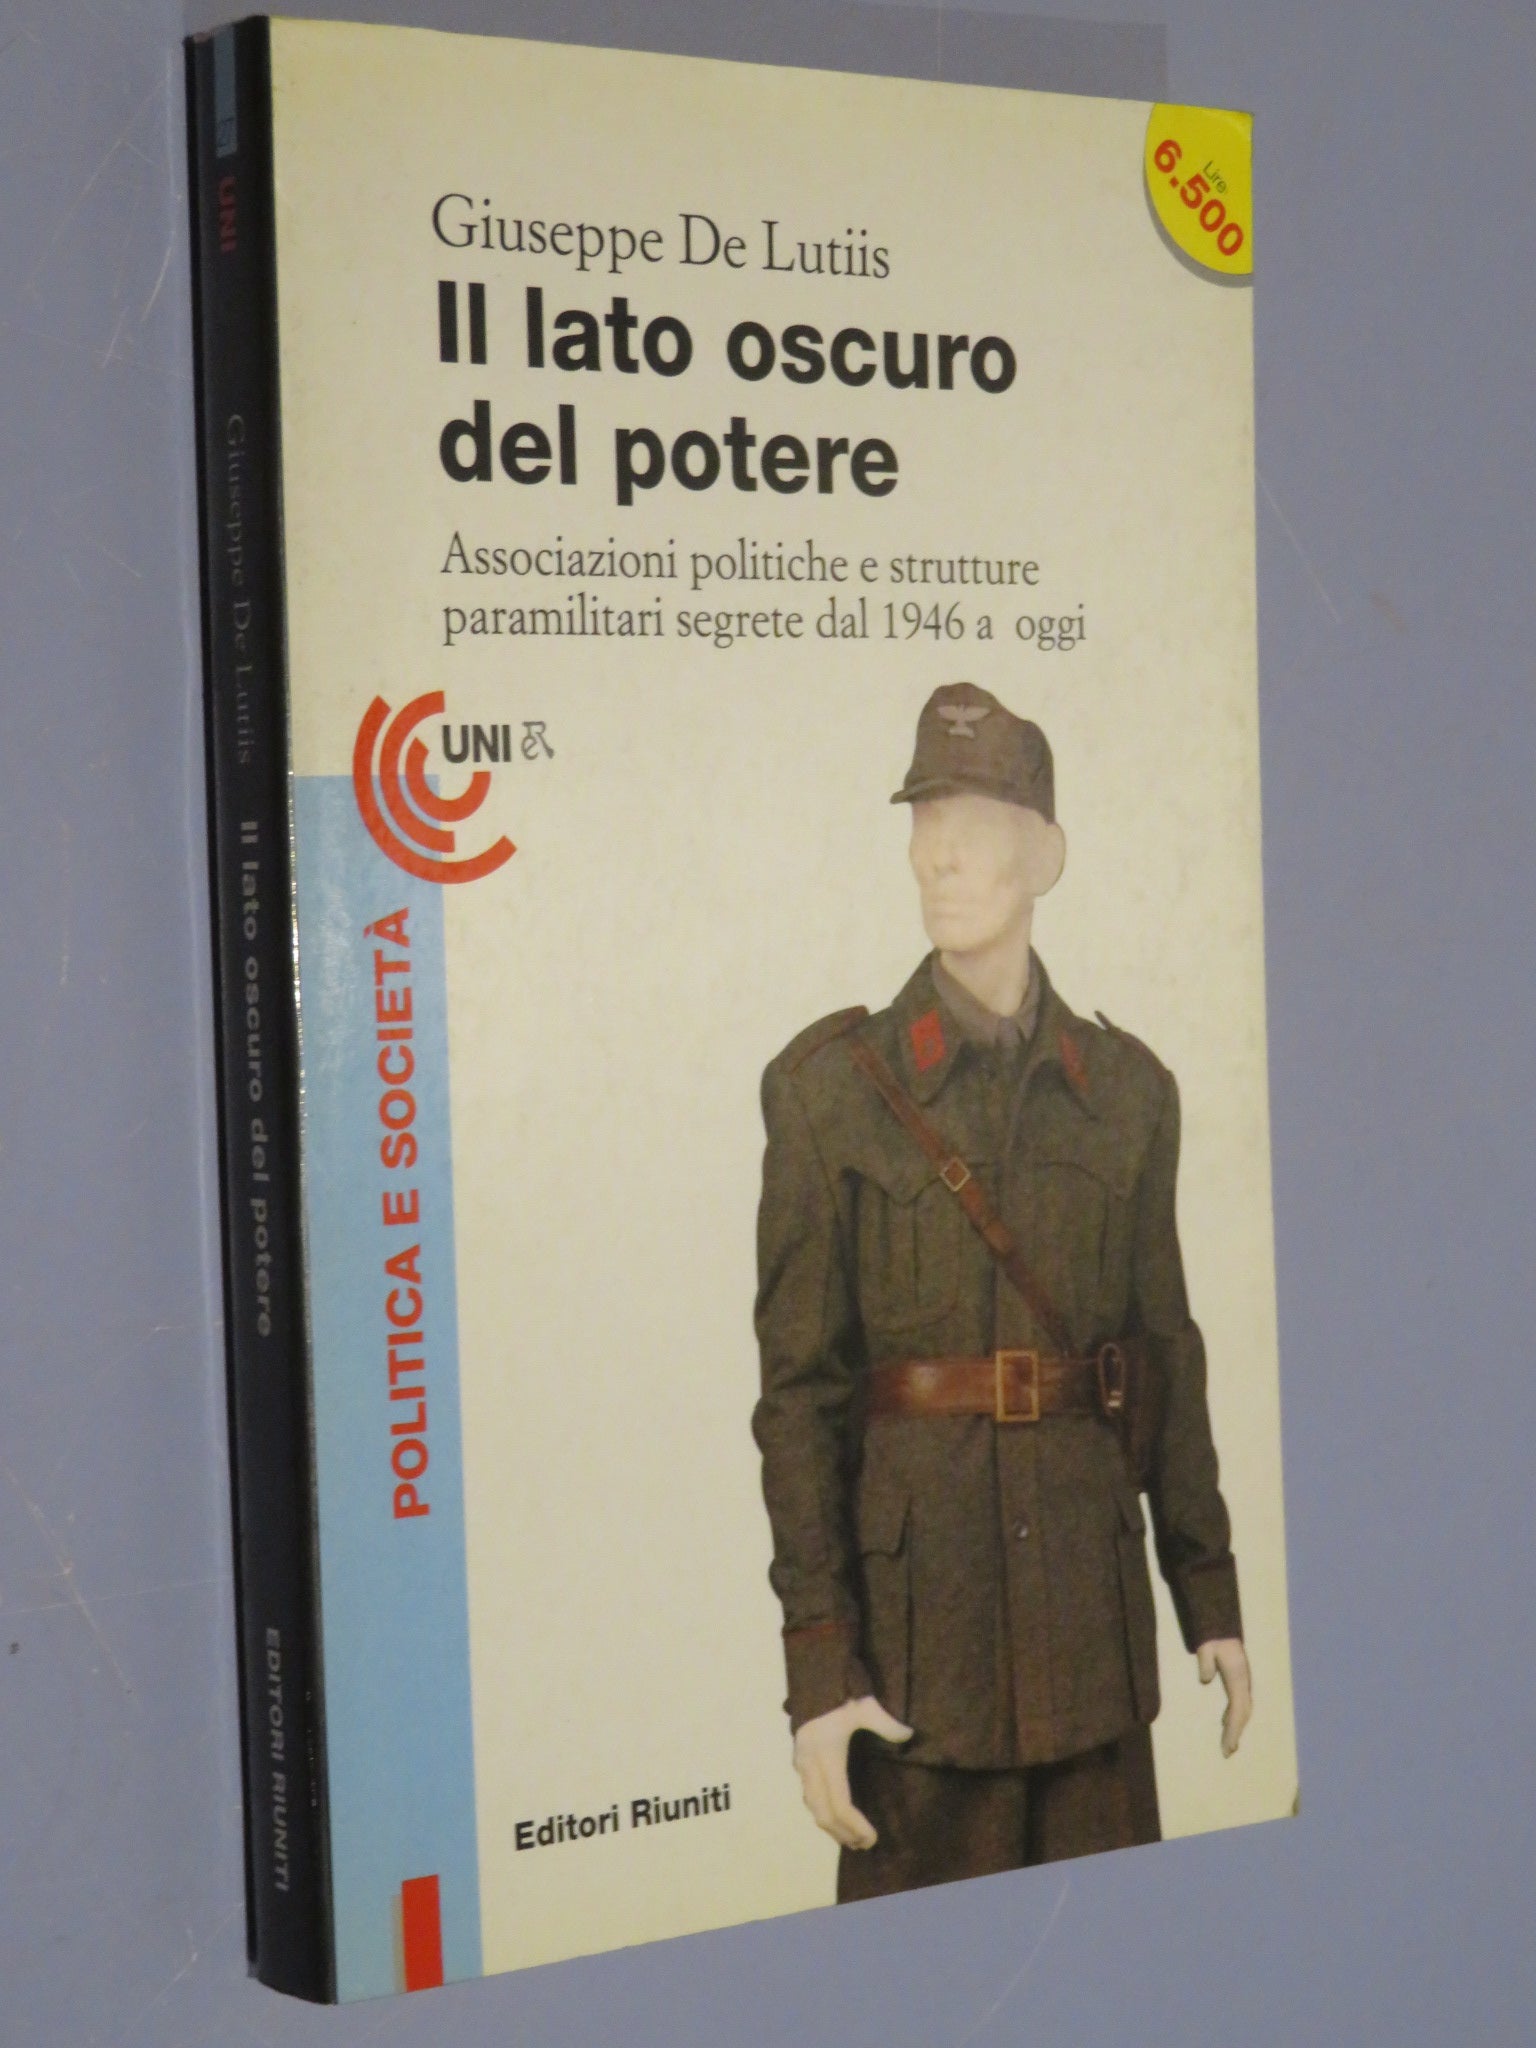 Lire
6.500
Giuseppe De Lutiis
Il lato oscuro
del potere
Associazioni politiche e strutture
paramilitari segrete dal 1946 a oggi
UNI
POLITICA E SOCIETÀ
Editori Riuniti
UNI
Giuseppe De Lutiis Il lato oscuro del potere
EDITORI RIUNITI